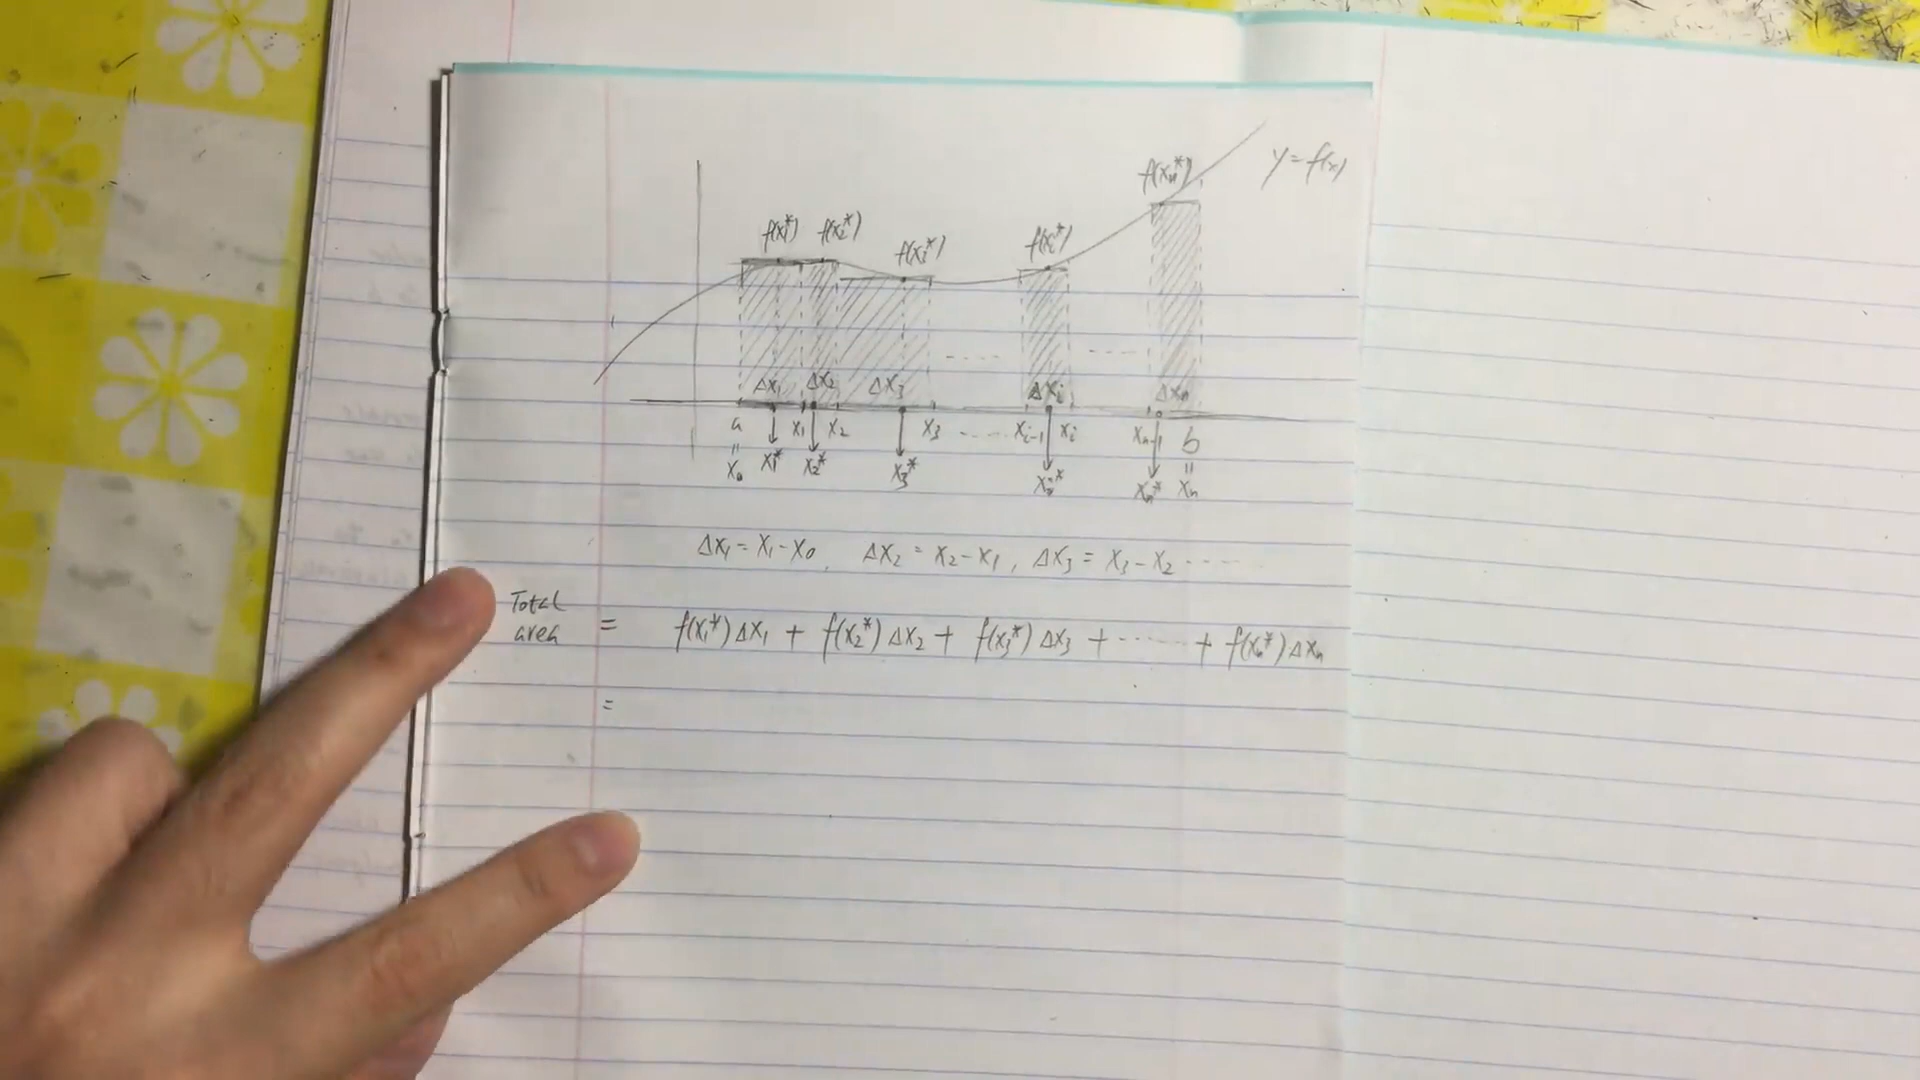 y=f(x)
f(xₙ*)
f(x₁*) f(x₂*) f(x₃*) f(xᵢ*)
Δx₁ Δx₂ Δx₃ Δxᵢ Δxₙ
a x₁ x₂ x₃ ..... xᵢ₋₁ xᵢ xₙ₋₁ b
= =
x₀ x₁* x₂* x₃* xᵢ* xₙ* xₙ
Δx₁ = x₁-x₀, Δx₂ = x₂-x₁, Δx₃ = x₃-x₂ .....
Total area = f(x₁*)Δx₁ + f(x₂*)Δx₂ + f(x₃*)Δx₃ + ...... + f(xₙ*)Δxₙ
=